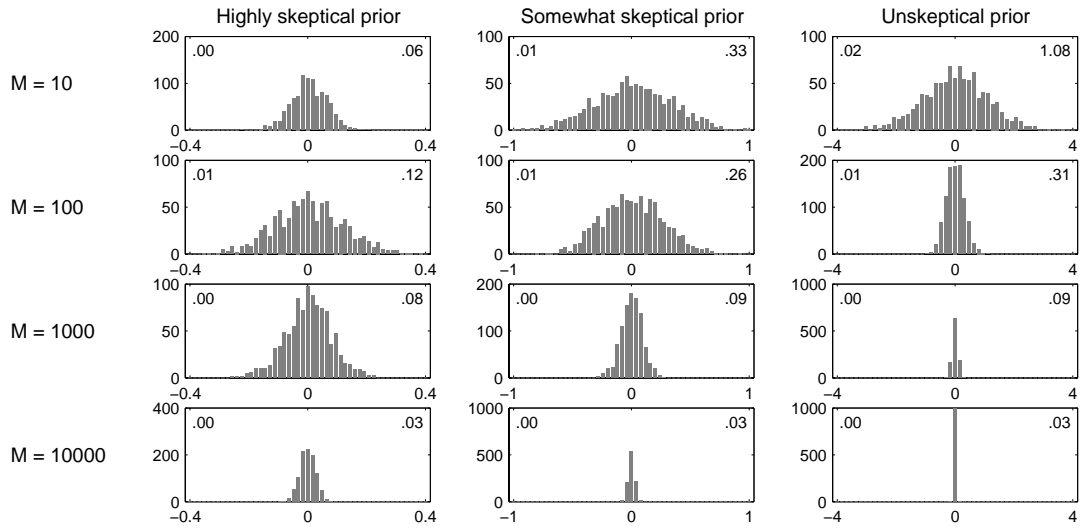 Highly skeptical prior Somewhat skeptical prior Unskeptical prior
M = 10
200
100
0
.00 .06
−0.4 0 0.4
100
50
0
.01 .33
−1 0 1
100
50
0
.02 1.08
−4 0 4
M = 100
100
50
0
.01 .12
−0.4 0 0.4
100
50
0
.01 .26
−1 0 1
200
100
0
.01 .31
−4 0 4
M = 1000
100
50
0
.00 .08
−0.4 0 0.4
200
100
0
.00 .09
−1 0 1
1000
500
0
.00 .09
−4 0 4
M = 10000
400
200
0
.00 .03
−0.4 0 0.4
1000
500
0
.00 .03
−1 0 1
1000
500
0
.00 .03
−4 0 4